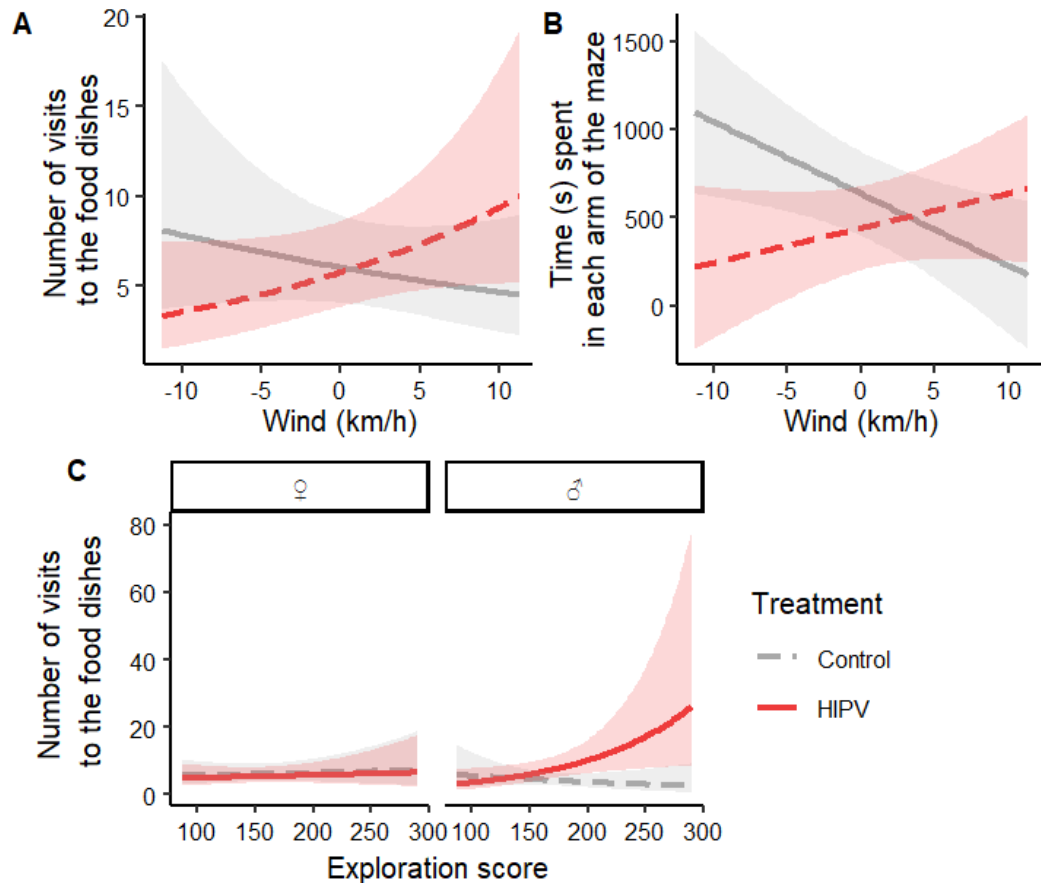 A
Number of visits
to the food dishes
20
15
10
5
-10 -5 0 5 10
Wind (km/h)
B
Time (s) spent
in each arm of the maze
1500
1000
500
0
-10 -5 0 5 10
Wind (km/h)
C
♀ ♂
Number of visits
to the food dishes
80
60
40
20
0
100 150 200 250 300 100 150 200 250 300
Exploration score
Treatment
Control
HIPV